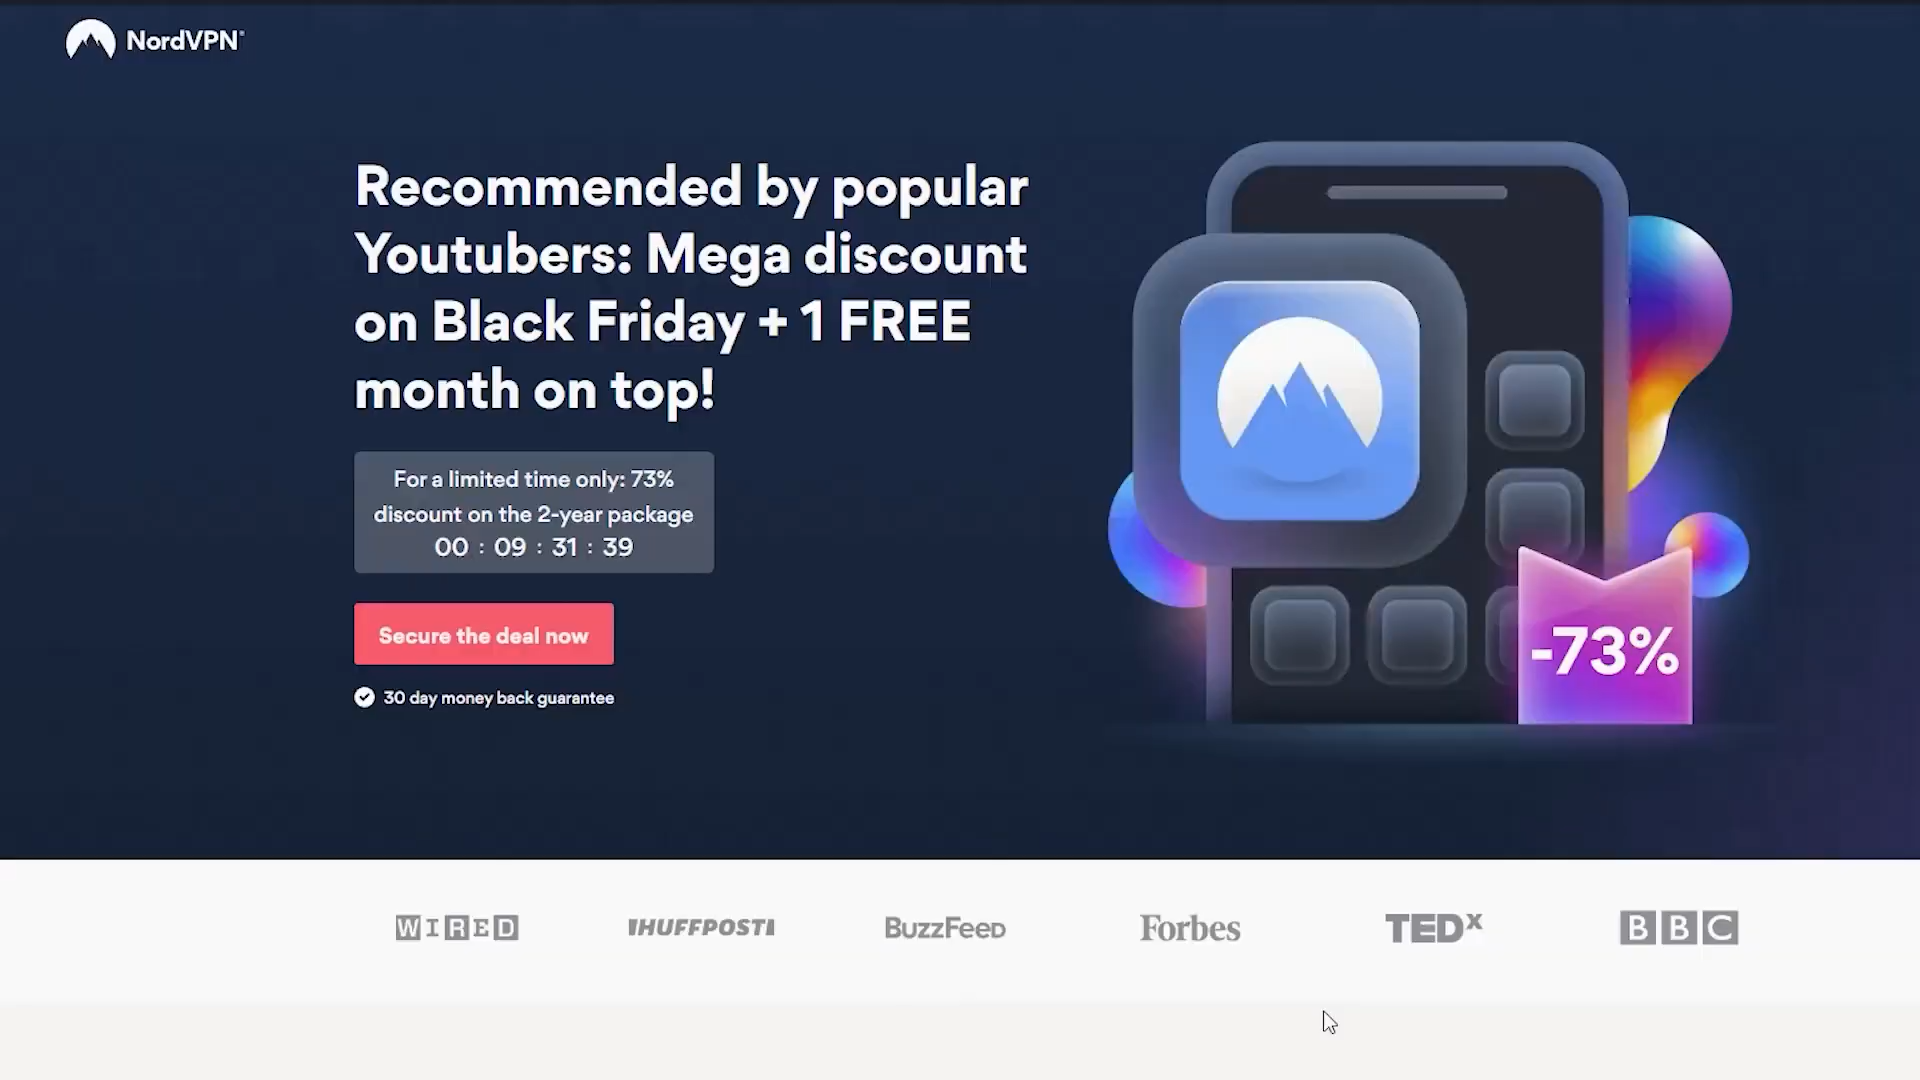 NordVPN®
Recommended by popular
Youtubers: Mega discount
on Black Friday + 1 FREE
month on top!
For a limited time only: 73%
discount on the 2-year package
00 : 09 : 31 : 39
Secure the deal now
30 day money back guarantee
-73%
WIRED
HUFFPOST
BuzzFeed
Forbes
TEDx
BBC